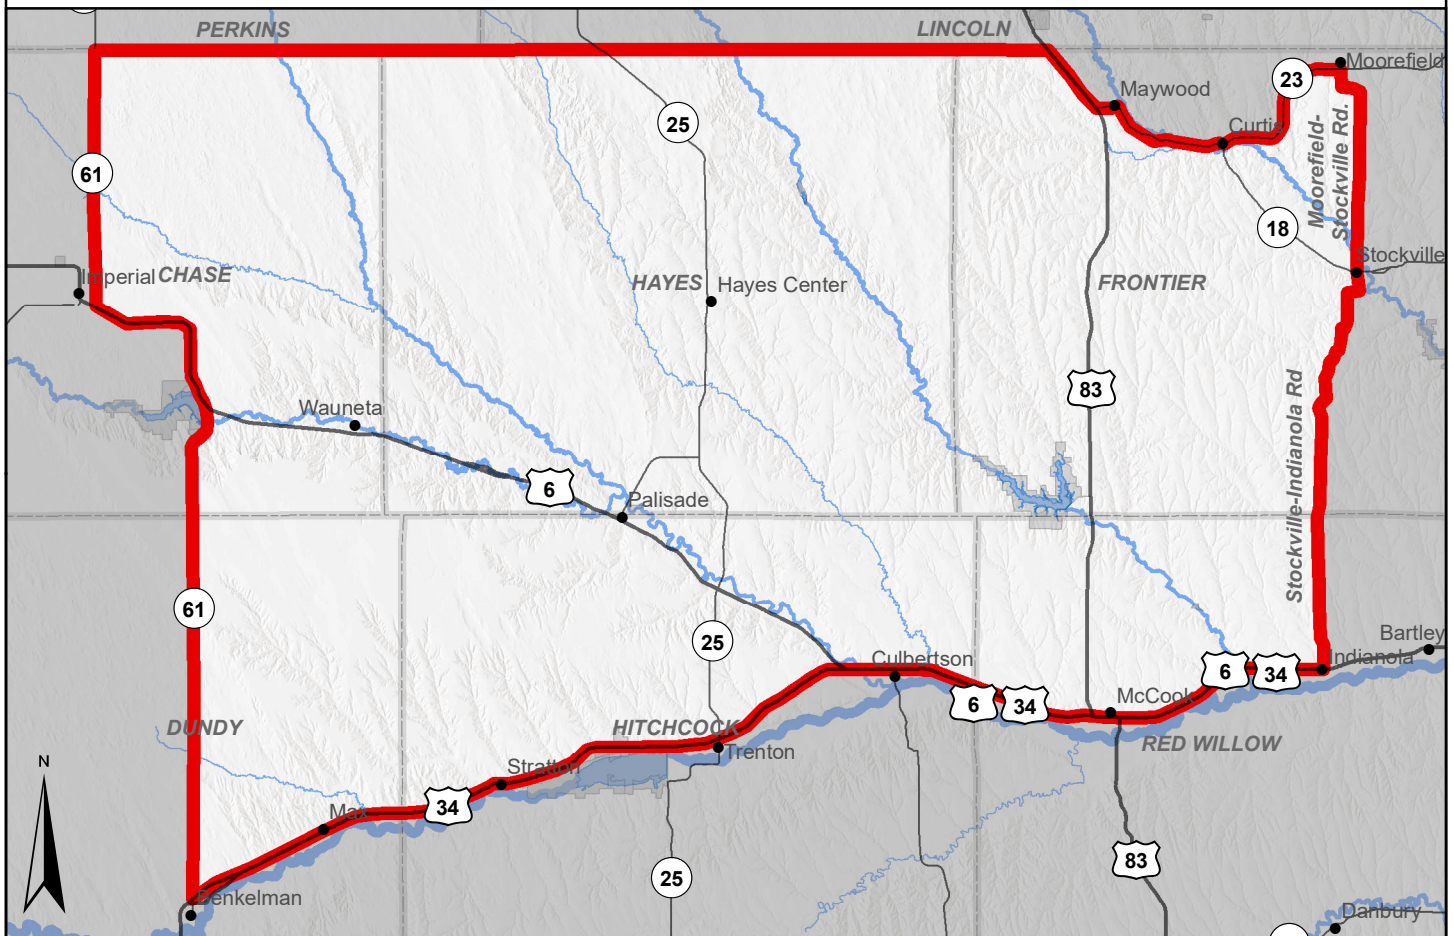 PERKINS
LINCOLN
Moorefield
23
Maywood
25
Curtis
Moorefield-
Stockville Rd.
61
18
Stockville
Imperial
CHASE
HAYES
Hayes Center
FRONTIER
83
Wauneta
Stockville-Indianola Rd
6
Palisade
61
25
Bartley
Culbertson
6
34
Indianola
6
34
McCook
DUNDY
HITCHCOCK
RED WILLOW
Trenton
N
Stratton
34
Max
83
25
Benkelman
Danbury